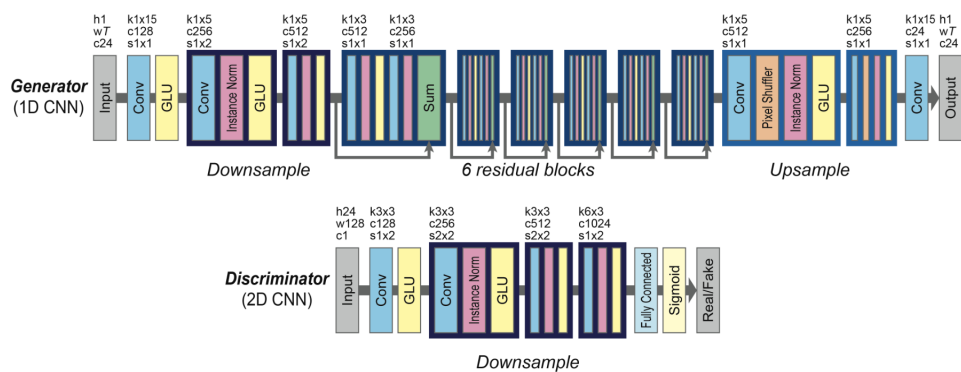 h1
wT
c24
k1x15
c128
s1x1
k1x5
c256
s1x2
k1x5
c512
s1x2
k1x3
c512
s1x1
k1x3
c256
s1x1
k1x5
c512
s1x1
k1x5
c256
s1x1
k1x15
c24
s1x1
h1
wT
c24
Generator
(1D CNN)
Input
Conv
GLU
Conv
Instance Norm
GLU
Sum
Conv
Pixel Shuffler
Instance Norm
GLU
Conv
Output
Downsample
6 residual blocks
Upsample
h24
w128
c1
k3x3
c128
s1x2
k3x3
c256
s2x2
k3x3
c512
s2x2
k6x3
c1024
s1x2
Discriminator
(2D CNN)
Input
Conv
GLU
Conv
Instance Norm
GLU
Fully Connected
Sigmoid
Real/Fake
Downsample